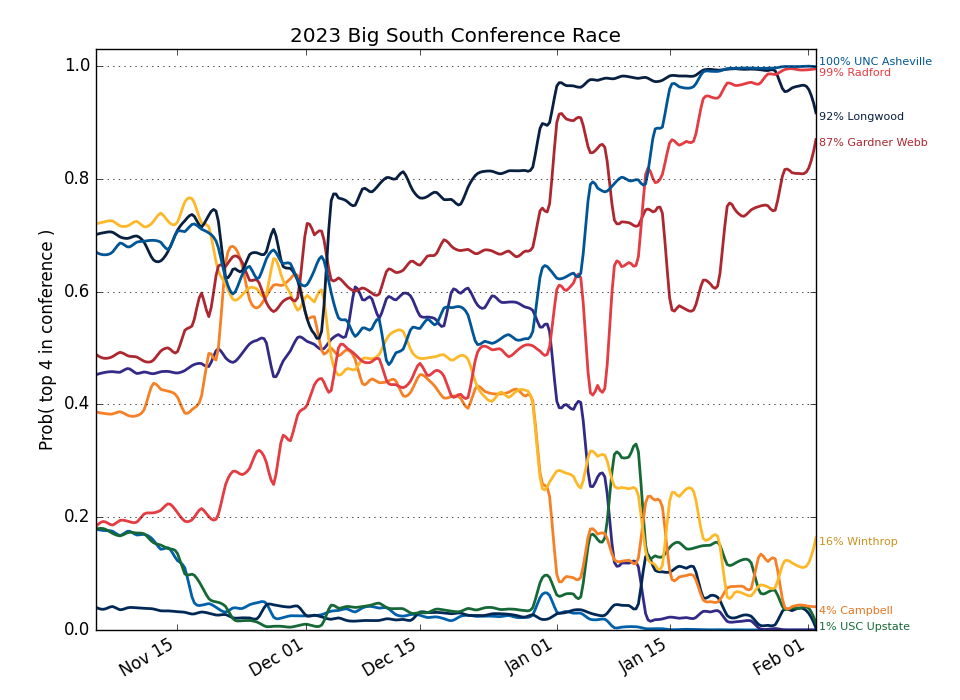 2023 Big South Conference Race
Prob( top 4 in conference )
1.0
0.8
0.6
0.4
0.2
0.0
Nov 15
Dec 01
Dec 15
Jan 01
Jan 15
Feb 01
100% UNC Asheville
99% Radford
92% Longwood
87% Gardner Webb
16% Winthrop
4% Campbell
1% USC Upstate